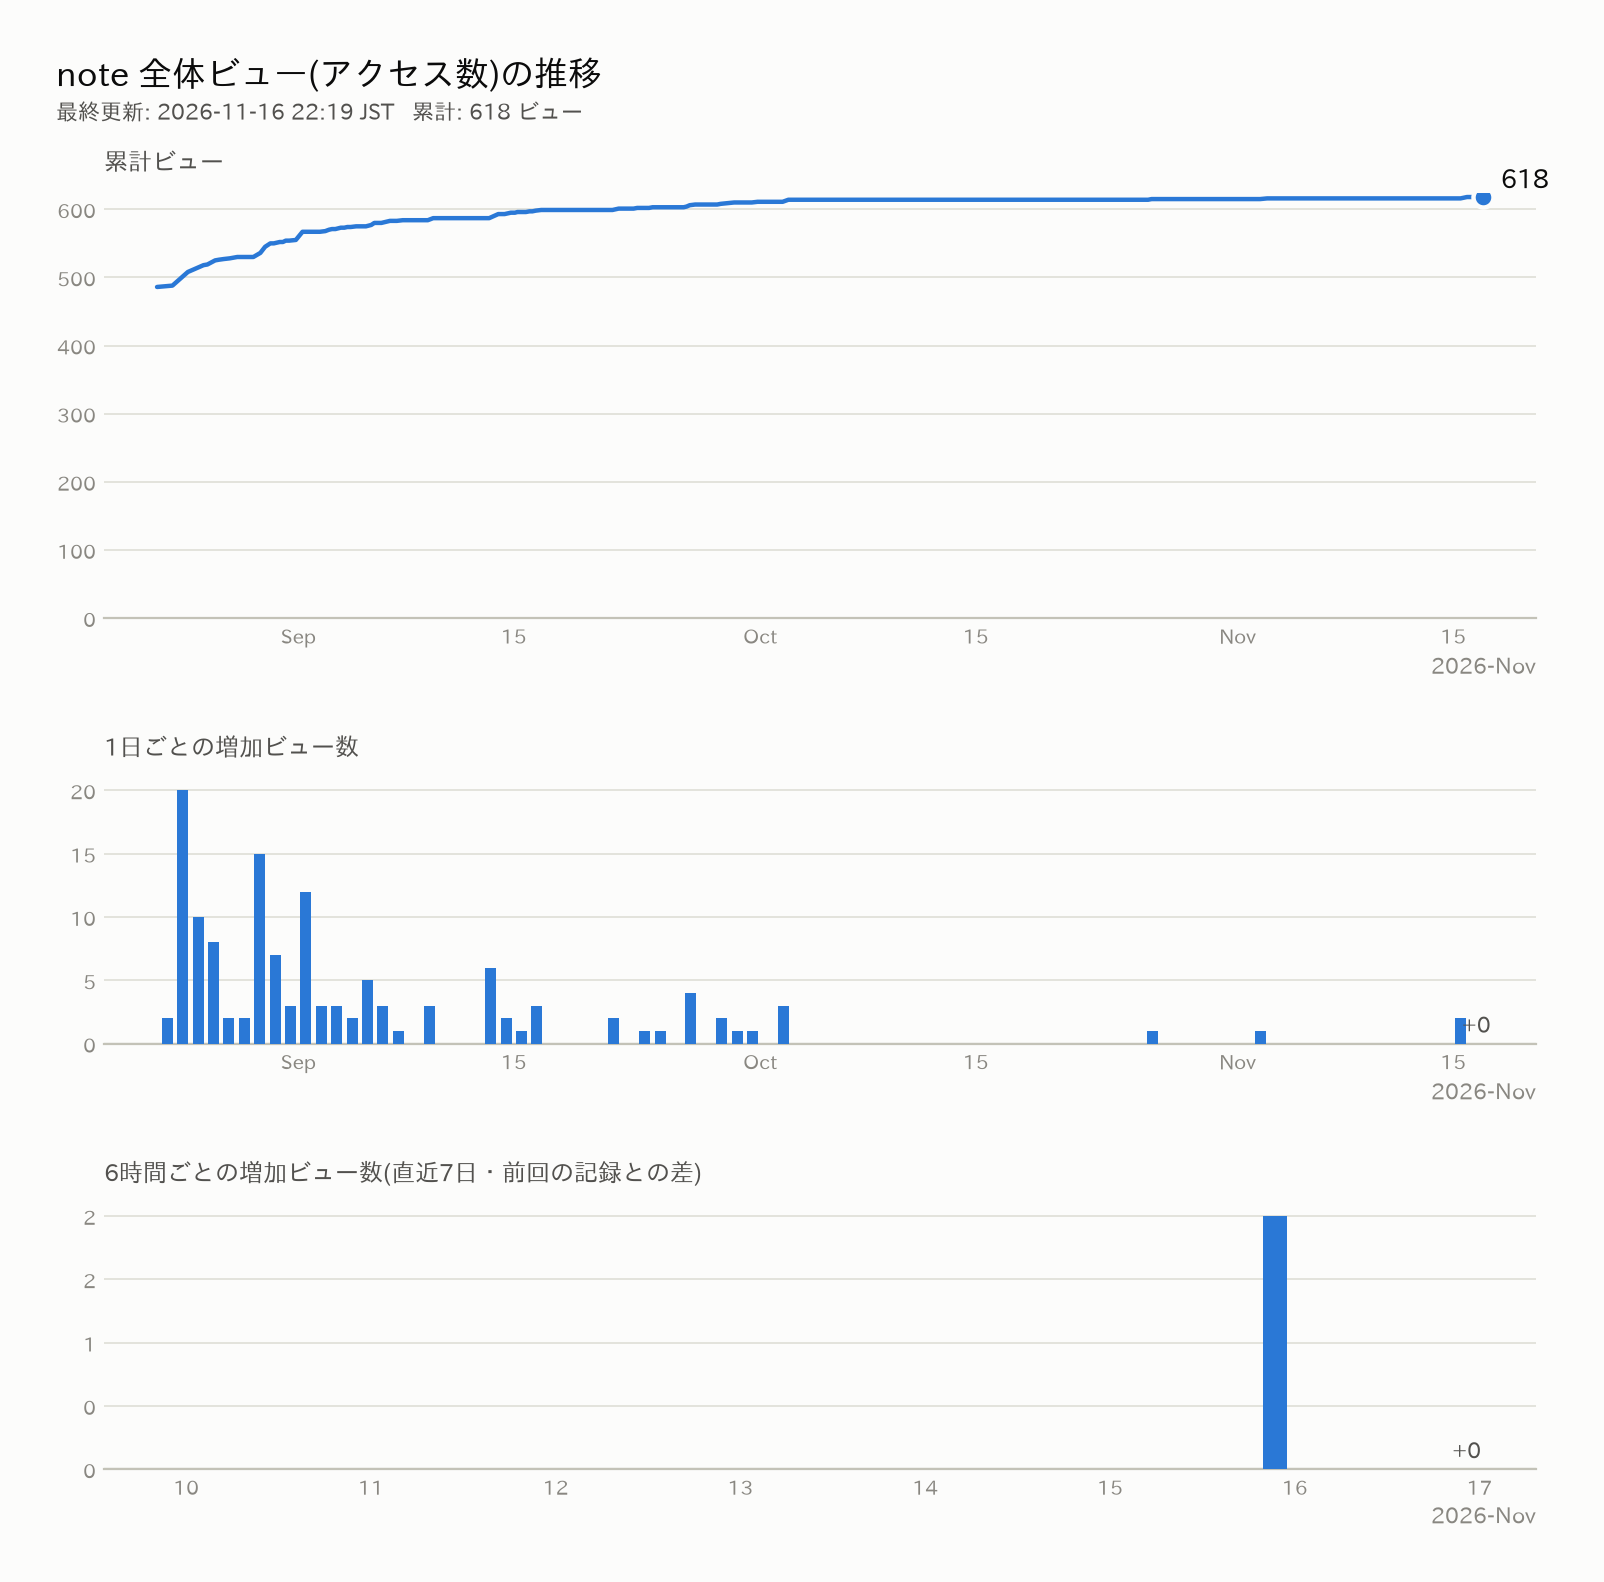 note 全体ビュー(アクセス数)の推移
最終更新: 2026-11-16 22:19 JST 累計: 618 ビュー
累計ビュー
618
600
500
400
300
200
100
0
Sep 15 Oct 15 Nov 15
2026-Nov
1日ごとの増加ビュー数
20
15
10
5
+0
0
Sep 15 Oct 15 Nov 15
2026-Nov
6時間ごとの増加ビュー数(直近7日・前回の記録との差)
2
2
1
0
+0
0
10 11 12 13 14 15 16 17
2026-Nov